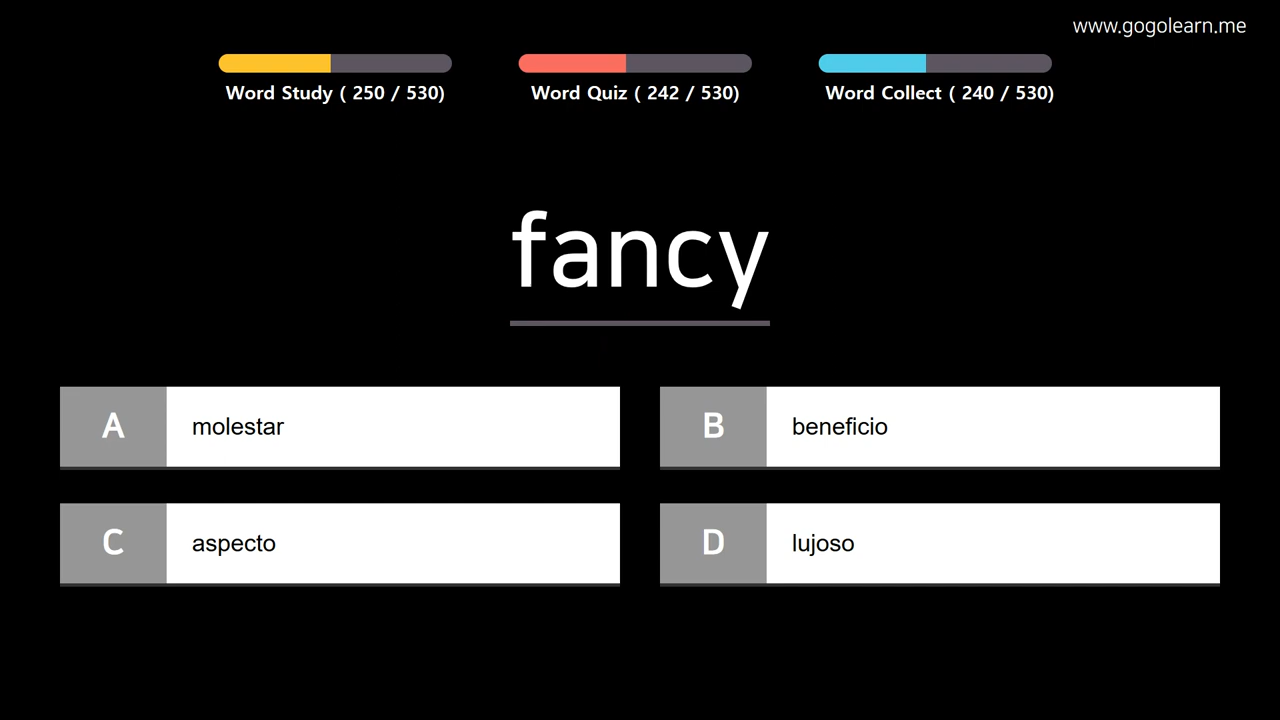 www.gogolearn.me
Word Study ( 250 / 530)
Word Quiz ( 242 / 530)
Word Collect ( 240 / 530)
fancy
A molestar
B beneficio
C aspecto
D lujoso